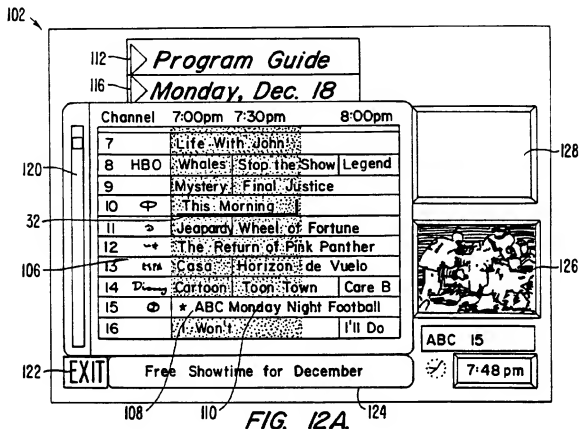 102
112
Program Guide
116
Monday, Dec. 18
Channel 7:00pm 7:30pm 8:00pm
7 Life With John
120
8 HBO Whales Stop the Show Legend
128
9 Mystery Final Justice
10 This Morning
32
11 Jeopardy Wheel of Fortune
12 The Return of Pink Panther
106
13 Casa Horizon de Vuelo
126
14 Disney Cartoon Toon Town Care B
15 * ABC Monday Night Football
16 I Won't I'll Do
ABC 15
122
EXIT
Free Showtime for December
7:48 pm
108
110
124
FIG. 12A.